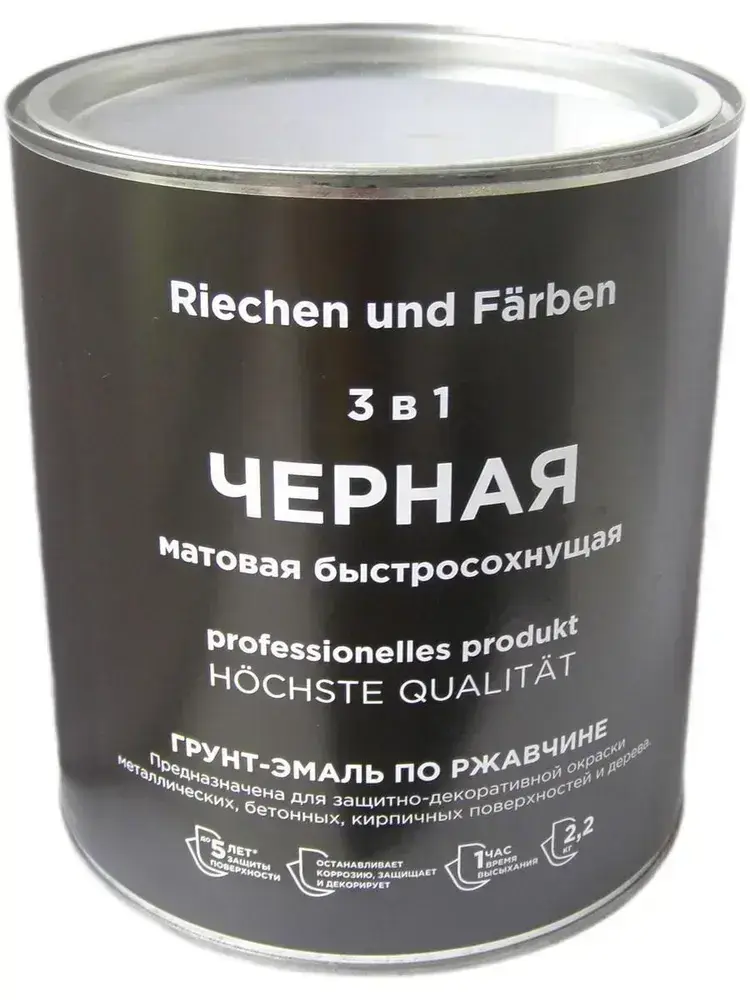 Riechen und Färben
3 в 1
ЧЕРНАЯ
матовая быстросохнущая
professionelles produkt
HÖCHSTE QUALITÄT
ГРУНТ-ЭМАЛЬ ПО РЖАВЧИНЕ
Предназначена для защитно-декоративной окраски
металлических, бетонных, кирпичных поверхностей и дерева.
ДО 5 ЛЕТ*
ЗАЩИТЫ
ПОВЕРХНОСТИ
ОСТАНАВЛИВАЕТ
КОРРОЗИЮ, ЗАЩИЩАЕТ
И ДЕКОРИРУЕТ
1 ЧАС
ВРЕМЯ
ВЫСЫХАНИЯ
2,2
КГ